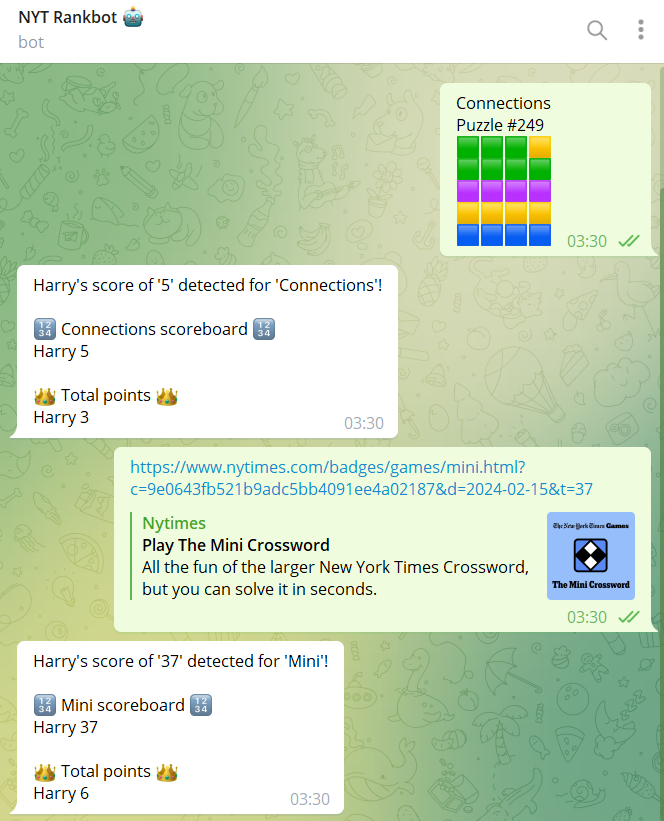 NYT Rankbot 🤖
bot
Connections
Puzzle #249
🟩🟩🟩🟨
🟩🟩🟩🟩
🟪🟪🟪🟪
🟨🟨🟨🟨
🟦🟦🟦🟦
03:30
Harry's score of '5' detected for 'Connections'!
🔢 Connections scoreboard 🔢
Harry 5
👑 Total points 👑
Harry 3
03:30
https://www.nytimes.com/badges/games/mini.html?
c=9e0643fb521b9adc5bb4091ee4a02187&d=2024-02-15&t=37
Nytimes
Play The Mini Crossword
All the fun of the larger New York Times Crossword,
but you can solve it in seconds.
The New York Times Games
The Mini Crossword
03:30
Harry's score of '37' detected for 'Mini'!
🔢 Mini scoreboard 🔢
Harry 37
👑 Total points 👑
Harry 6
03:30